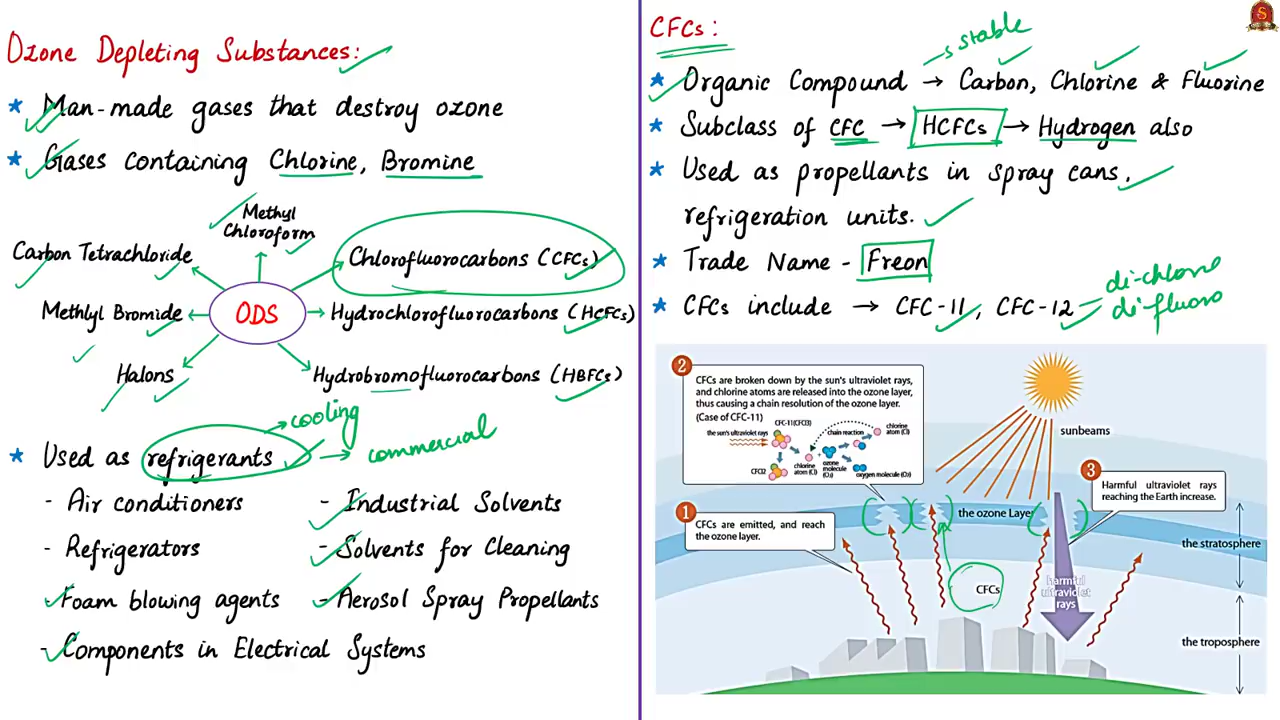 Ozone Depleting Substances:
* Man-made gases that destroy ozone
* Gases containing Chlorine, Bromine
Methyl
Chloroform
Carbon Tetrachloride
Chlorofluorocarbons (CFCs)
Methlyl Bromide
ODS
Hydrochlorofluorocarbons (HCFCs)
Halons
Hydrobromofluorocarbons (HBFCs)
cooling
commercial
* Used as refrigerants
- Air conditioners
- Industrial Solvents
- Refrigerators
- Solvents for Cleaning
- Foam blowing agents
- Aerosol Spray Propellants
- Components in Electrical Systems
S
CFCs:
stable
* Organic Compound → Carbon, Chlorine & Fluorine
* Subclass of CFC → HCFCs → Hydrogen also
* Used as propellants in spray cans,
refrigeration units.
* Trade Name - Freon
* CFCs include → CFC-11, CFC-12
di-chloro
di-fluoro
2
CFCs are broken down by the sun's ultraviolet rays,
and chlorine atoms are released into the ozone layer,
thus causing a chain resolution of the ozone layer.
(Case of CFC-11)
CFC-11(CFCl3)
the sun's ultraviolet rays
chain reaction
chlorine
atom (Cl)
CFCl2
chlorine
atom (Cl)
ozone
molecule
(O3)
oxygen molecule (O2)
sunbeams
3
Harmful ultraviolet rays
reaching the Earth increase.
1
CFCs are emitted, and reach
the ozone layer.
the ozone Layer
the stratosphere
CFCs
harmful
ultraviolet
rays
the troposphere